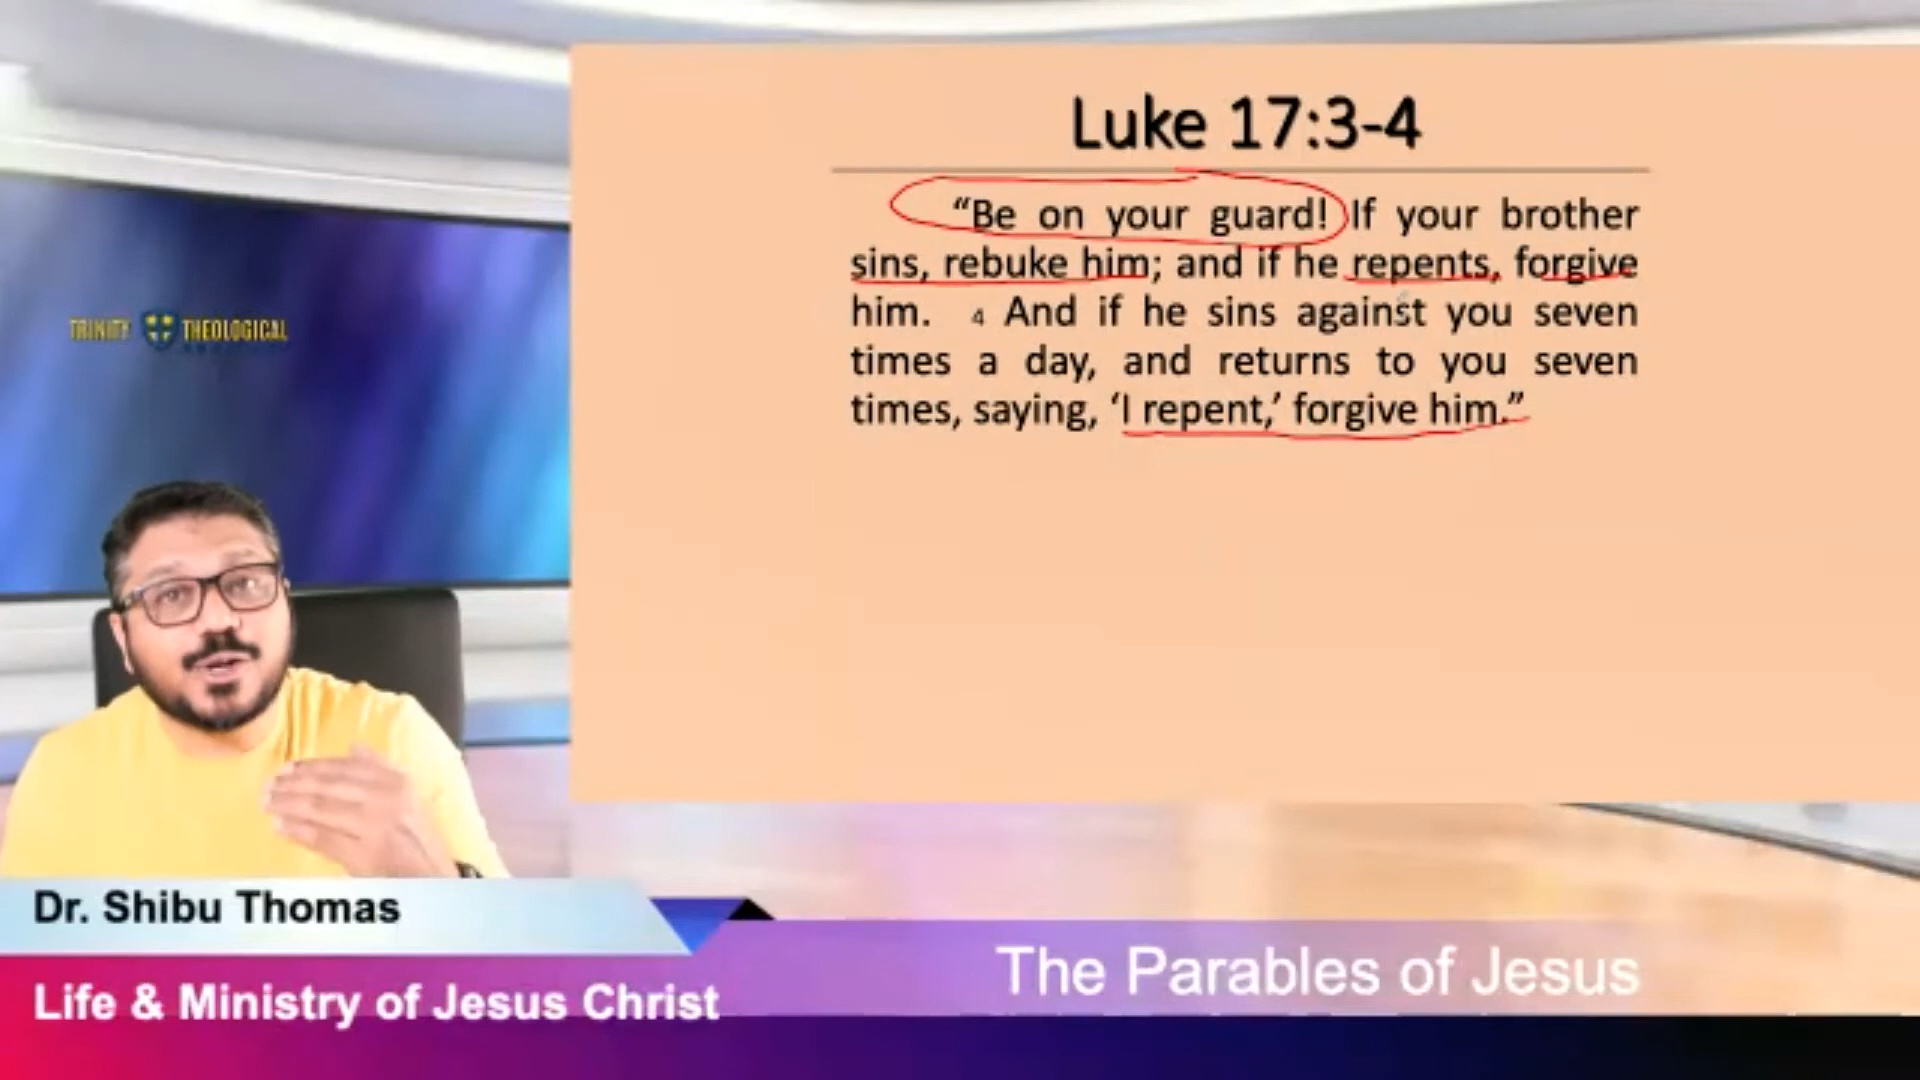 Luke 17:3-4
“Be on your guard! If your brother
sins, rebuke him; and if he repents, forgive
him. 4 And if he sins against you seven
times a day, and returns to you seven
times, saying, ‘I repent,’ forgive him.”
TRINITY THEOLOGICAL
Dr. Shibu Thomas
Life & Ministry of Jesus Christ
The Parables of Jesus